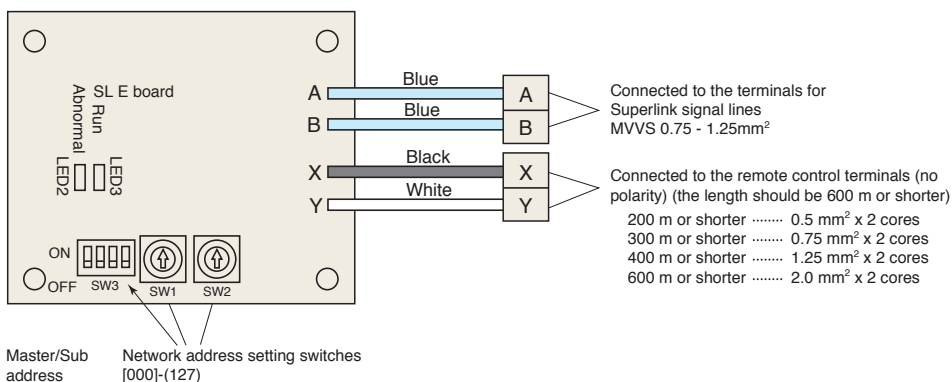 SL E board
Abnormal
Run
LED2
LED3
A
Blue
A
B
Blue
B
X
Black
X
Y
White
Y
Connected to the terminals for
Superlink signal lines
MVVS 0.75 - 1.25mm²
Connected to the remote control terminals (no
polarity) (the length should be 600 m or shorter)
200 m or shorter ········ 0.5 mm² x 2 cores
300 m or shorter ········ 0.75 mm² x 2 cores
400 m or shorter ········ 1.25 mm² x 2 cores
600 m or shorter ········ 2.0 mm² x 2 cores
ON
OFF
SW3
SW1
SW2
Master/Sub
address
Network address setting switches
[000]-(127)